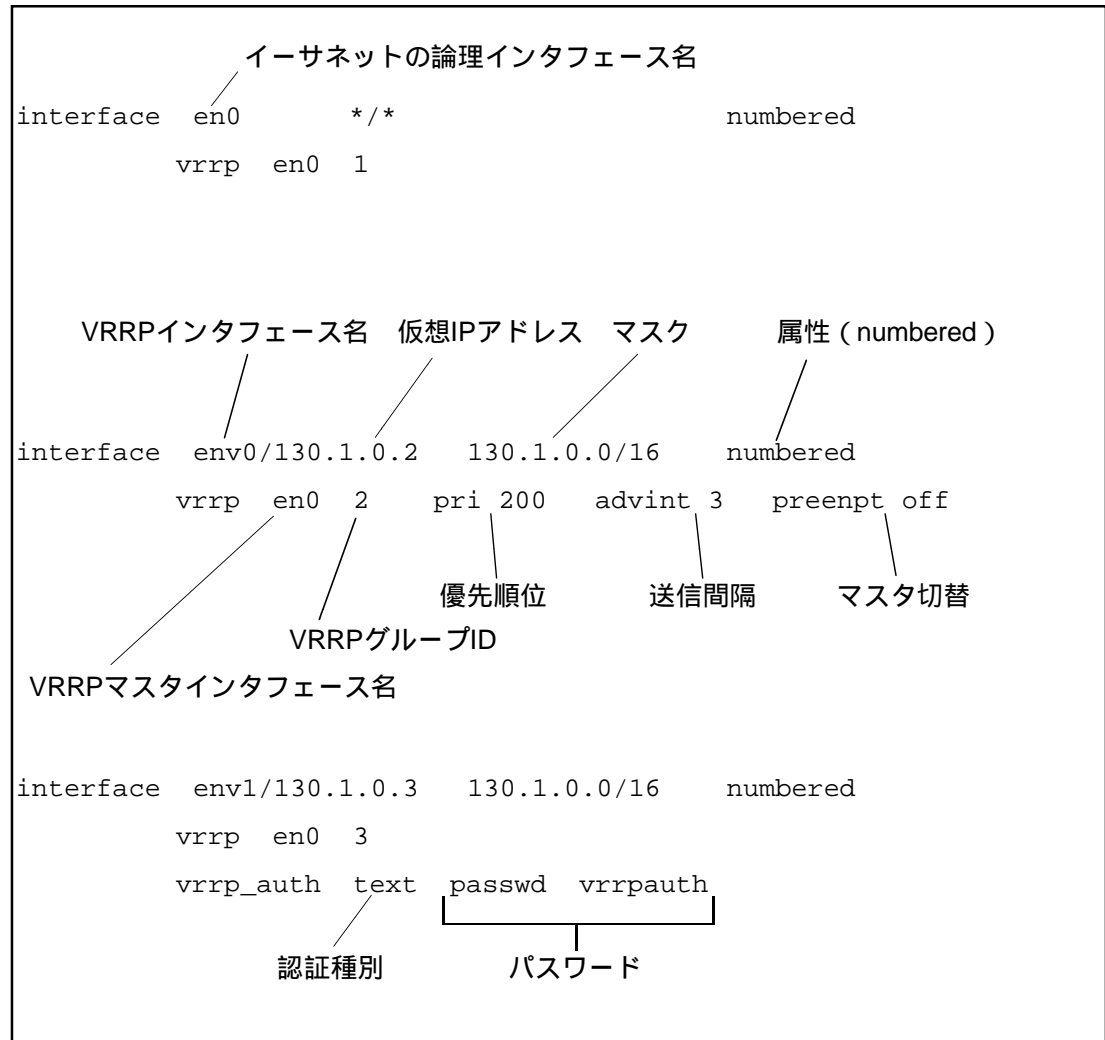 イーサネットの論理インタフェース名
interface en0 */* numbered
vrrp en0 1
VRRPインタフェース名 仮想IPアドレス マスク 属性（numbered）
interface env0/130.1.0.2 130.1.0.0/16 numbered
vrrp en0 2 pri 200 advint 3 preenpt off
優先順位 送信間隔 マスタ切替
VRRPグループID
VRRPマスタインタフェース名
interface env1/130.1.0.3 130.1.0.0/16 numbered
vrrp en0 3
vrrp_auth text passwd vrrpauth
認証種別 パスワード